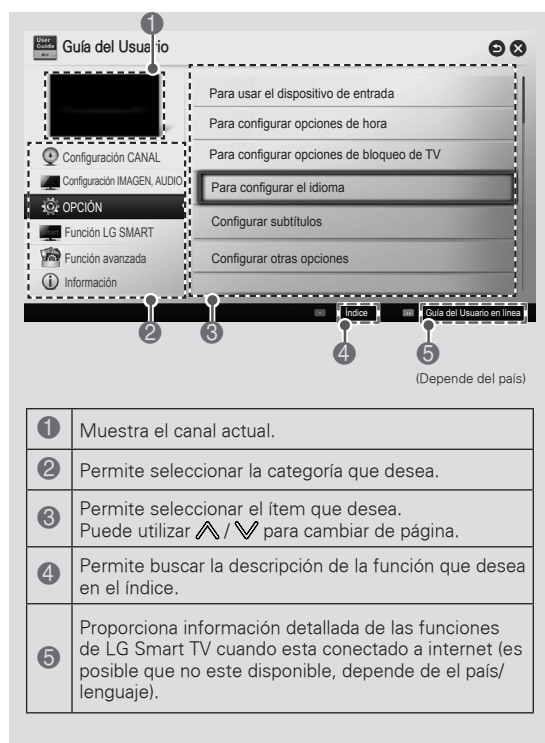 1
User Guide
Guía del Usuario
Para usar el dispositivo de entrada
Para configurar opciones de hora
Para configurar opciones de bloqueo de TV
Para configurar el idioma
Configurar subtítulos
Configurar otras opciones
Configuración CANAL
Configuración IMAGEN, AUDIO
OPCIÓN
Función LG SMART
Función avanzada
Información
Índice
Guía del Usuario en línea
2
3
4
5
(Depende del país)
1 Muestra el canal actual.
2 Permite seleccionar la categoría que desea.
3 Permite seleccionar el ítem que desea.
Puede utilizar / para cambiar de página.
4 Permite buscar la descripción de la función que desea
en el índice.
5 Proporciona información detallada de las funciones
de LG Smart TV cuando esta conectado a internet (es
posible que no este disponible, depende de el país/
lenguaje).